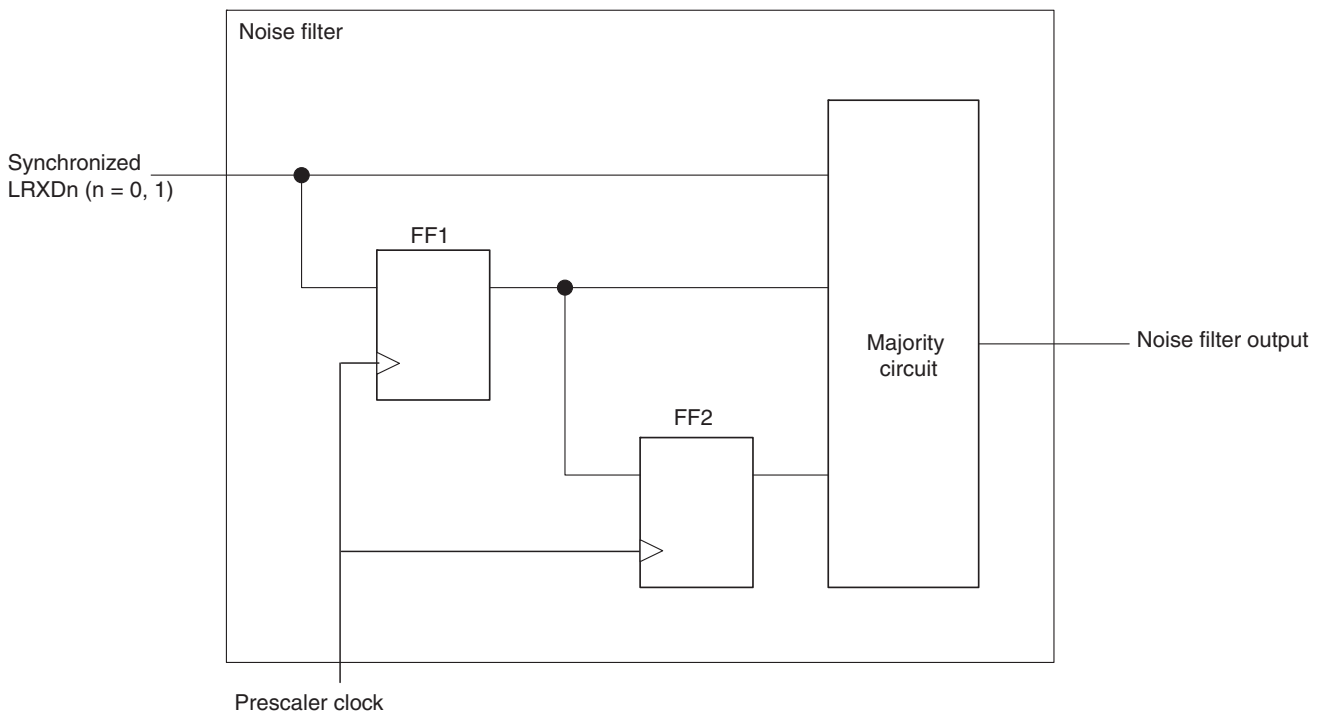 Noise filter
Synchronized
LRXDn (n = 0, 1)
FF1
Majority
circuit
Noise filter output
FF2
Prescaler clock